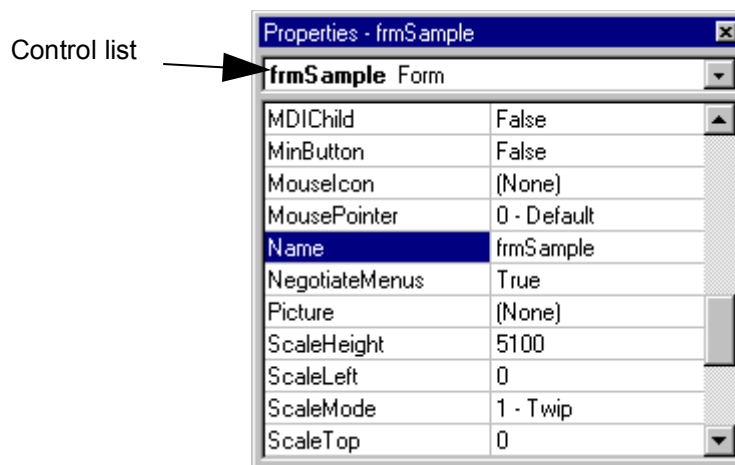 Control list
Properties - frmSample
frmSample Form
MDIChild False
MinButton False
MouseIcon (None)
MousePointer 0 - Default
Name frmSample
NegotiateMenus True
Picture (None)
ScaleHeight 5100
ScaleLeft 0
ScaleMode 1 - Twip
ScaleTop 0